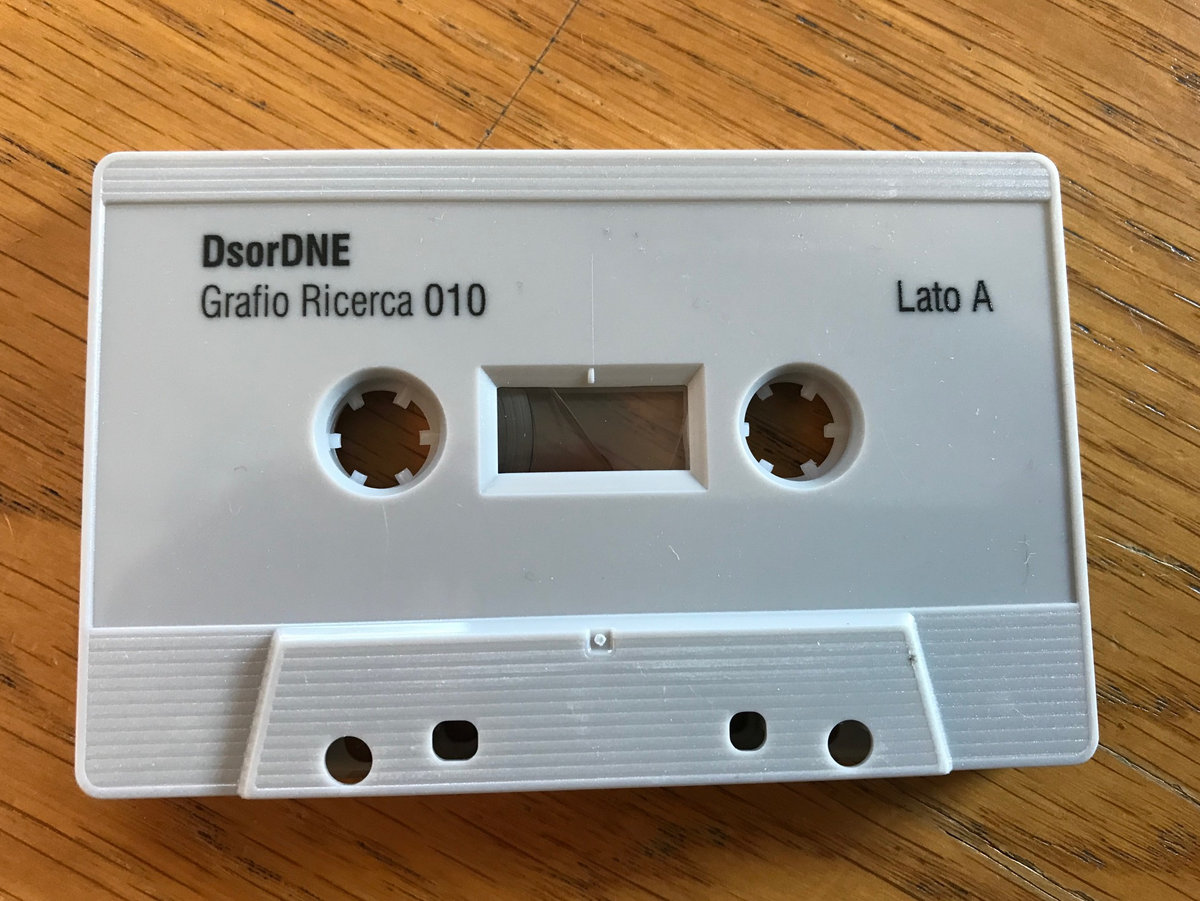 DsorDNE
Grafio Ricerca 010
Lato A